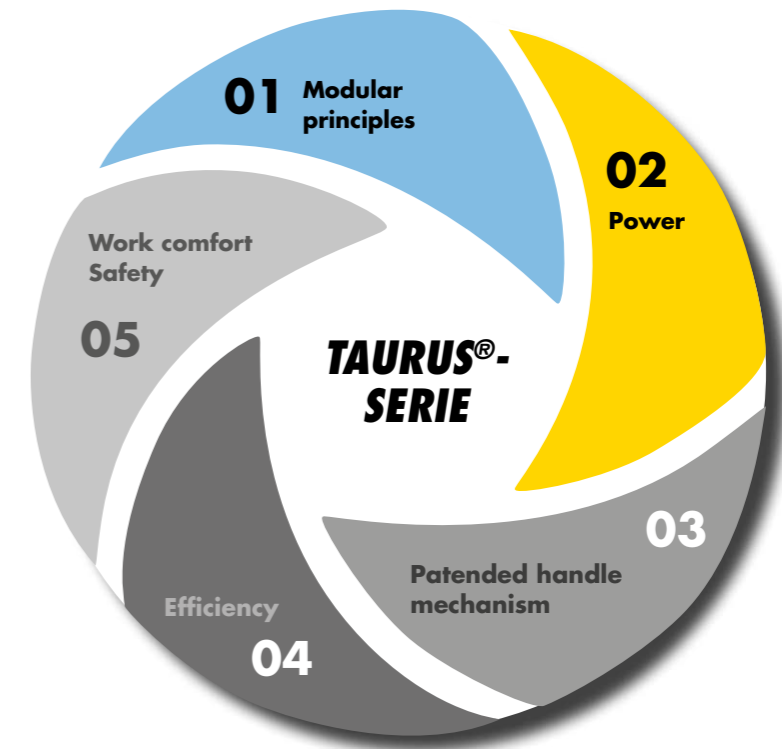 01 Modular
principles
02
Power
03
Patended handle
mechanism
Efficiency
04
Work comfort
Safety
05
TAURUS®-
SERIE